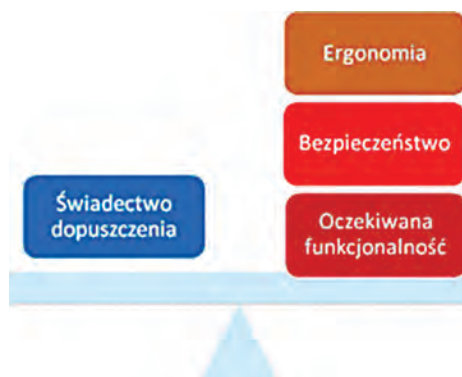 Ergonomia
Bezpieczeństwo
Świadectwo
dopuszczenia
Oczekiwana
funkcjonalność